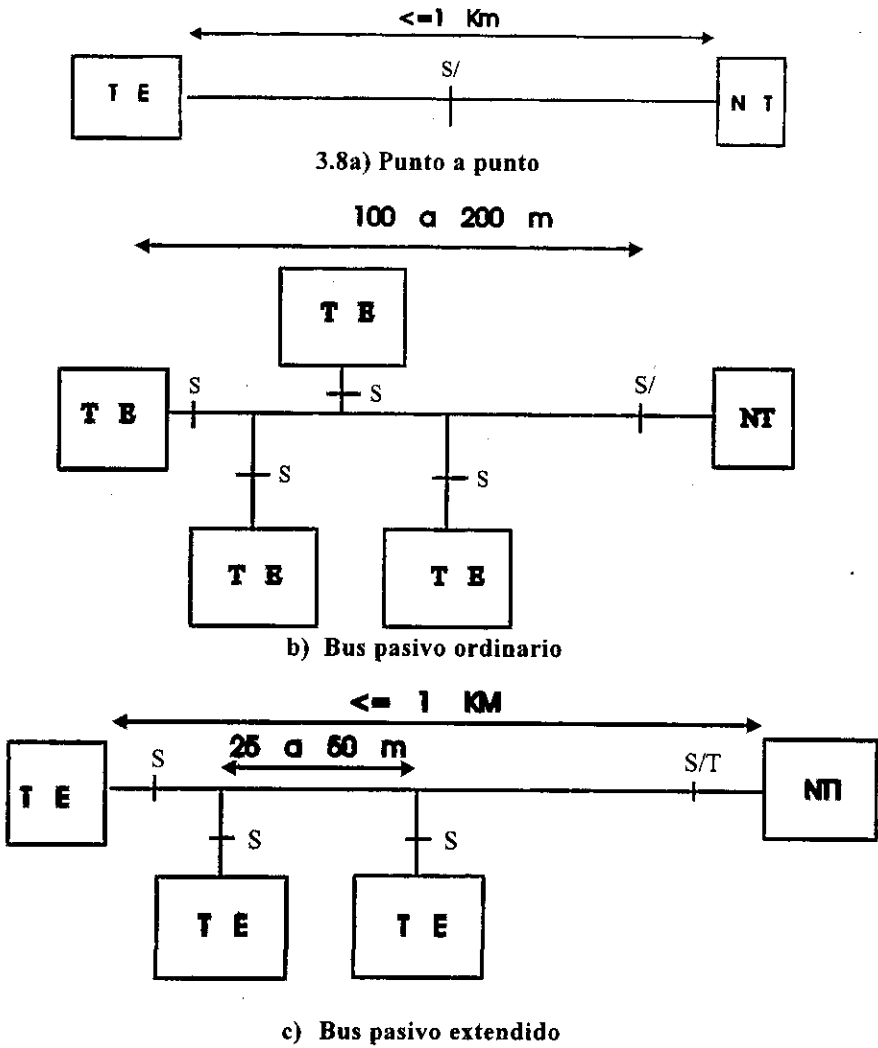 <=1 Km
T E
S/
N T
3.8a) Punto a punto
100 a 200 m
T E
T E
S
S
S/
NT
S
S
T E
T E
b) Bus pasivo ordinario
<= 1 KM
25 a 50 m
T E
S
S/T
NT1
S
S
T E
T E
c) Bus pasivo extendido